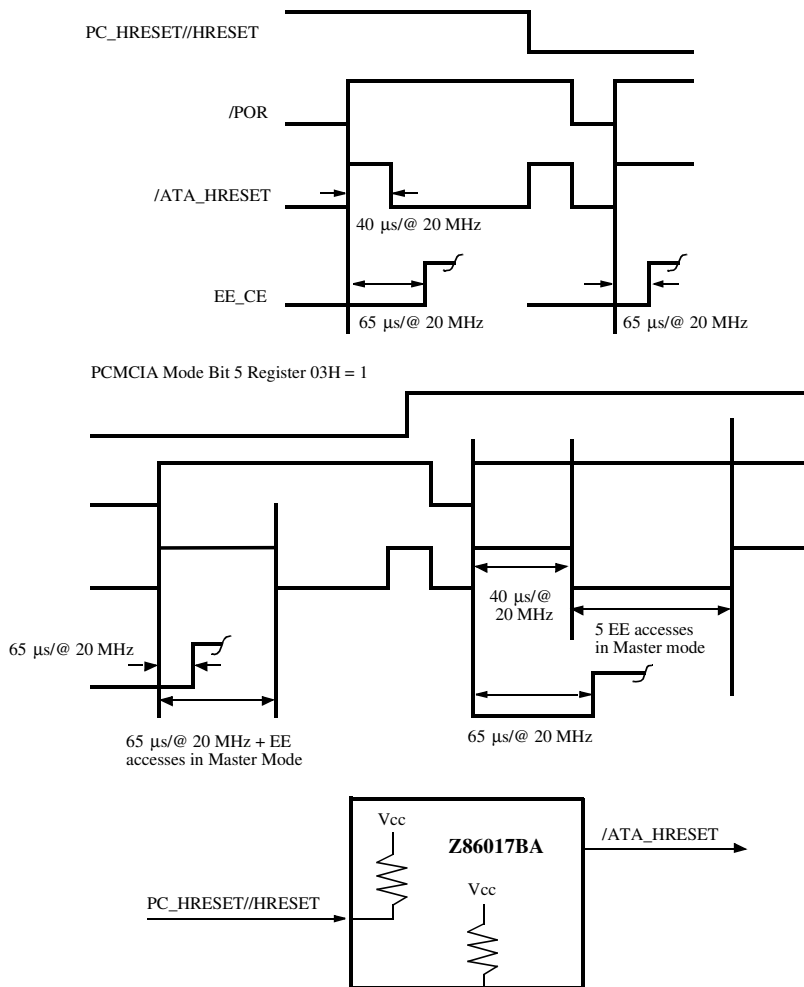 PC_HRESET//HRESET
/POR
/ATA_HRESET
40 μs/@ 20 MHz
EE_CE
65 μs/@ 20 MHz
65 μs/@ 20 MHz
PCMCIA Mode Bit 5 Register 03H = 1
40 μs/@
20 MHz
5 EE accesses
in Master mode
65 μs/@ 20 MHz
65 μs/@ 20 MHz
65 μs/@ 20 MHz + EE
accesses in Master Mode
Vcc
Z86017BA
/ATA_HRESET
Vcc
PC_HRESET//HRESET